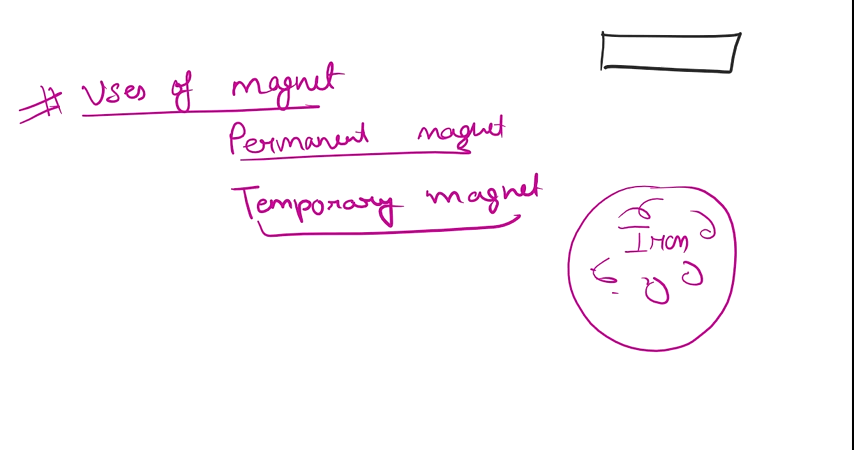 # Uses of magnet
Permanent magnet
Temporary magnet
Iron